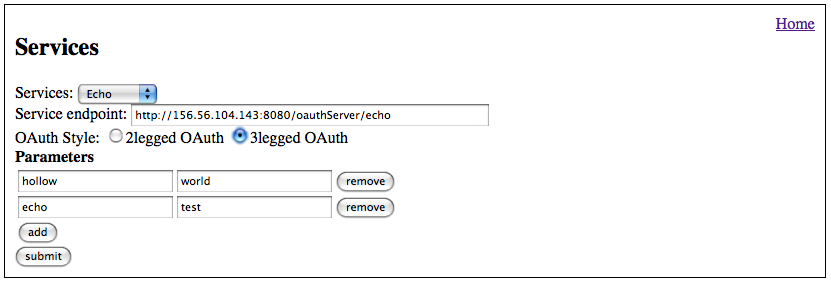 Home
Services
Services: Echo
Service endpoint: http://156.56.104.143:8080/oauthServer/echo
OAuth Style: 2legged OAuth 3legged OAuth
Parameters
hollow world remove
echo test remove
add
submit